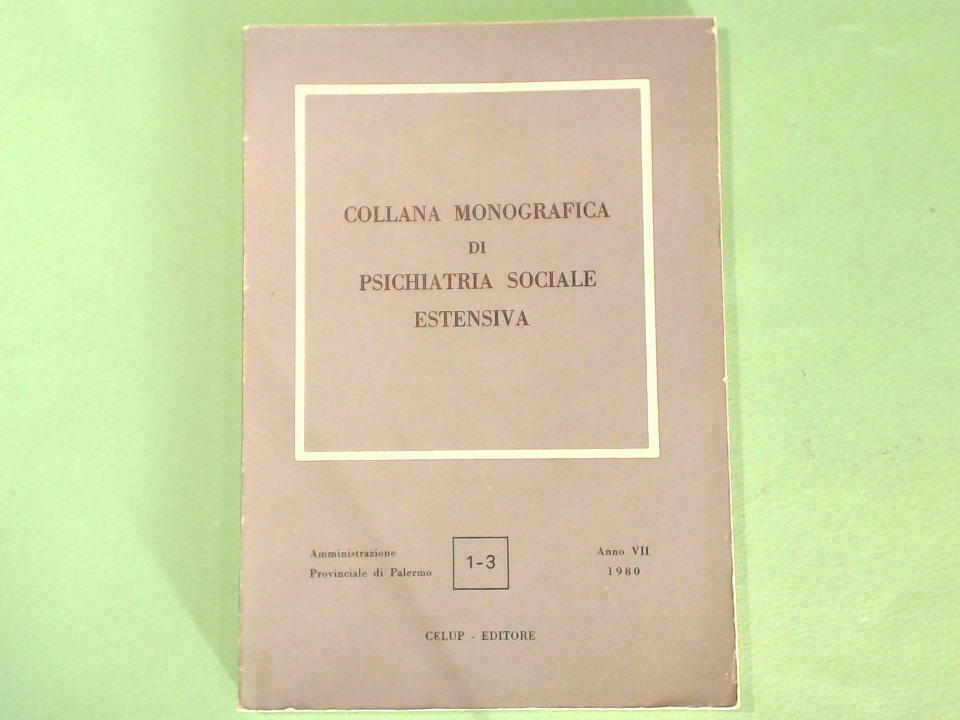 COLLANA MONOGRAFICA
DI
PSICHIATRIA SOCIALE
ESTENSIVA
Amministrazione
Provinciale di Palermo
1-3
Anno VII
1980
CELUP - EDITORE